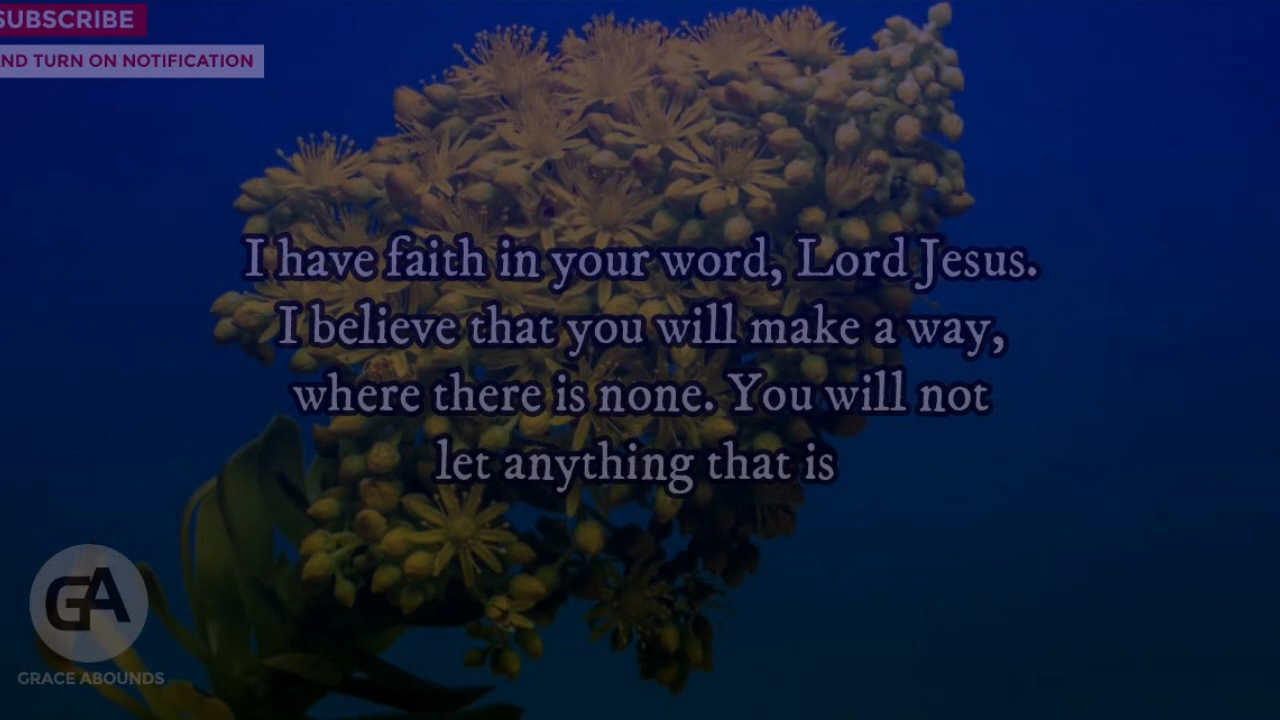 SUBSCRIBE
ND TURN ON NOTIFICATION
I have faith in your word, Lord Jesus.
I believe that you will make a way,
where there is none. You will not
let anything that is
GA
GRACE ABOUNDS